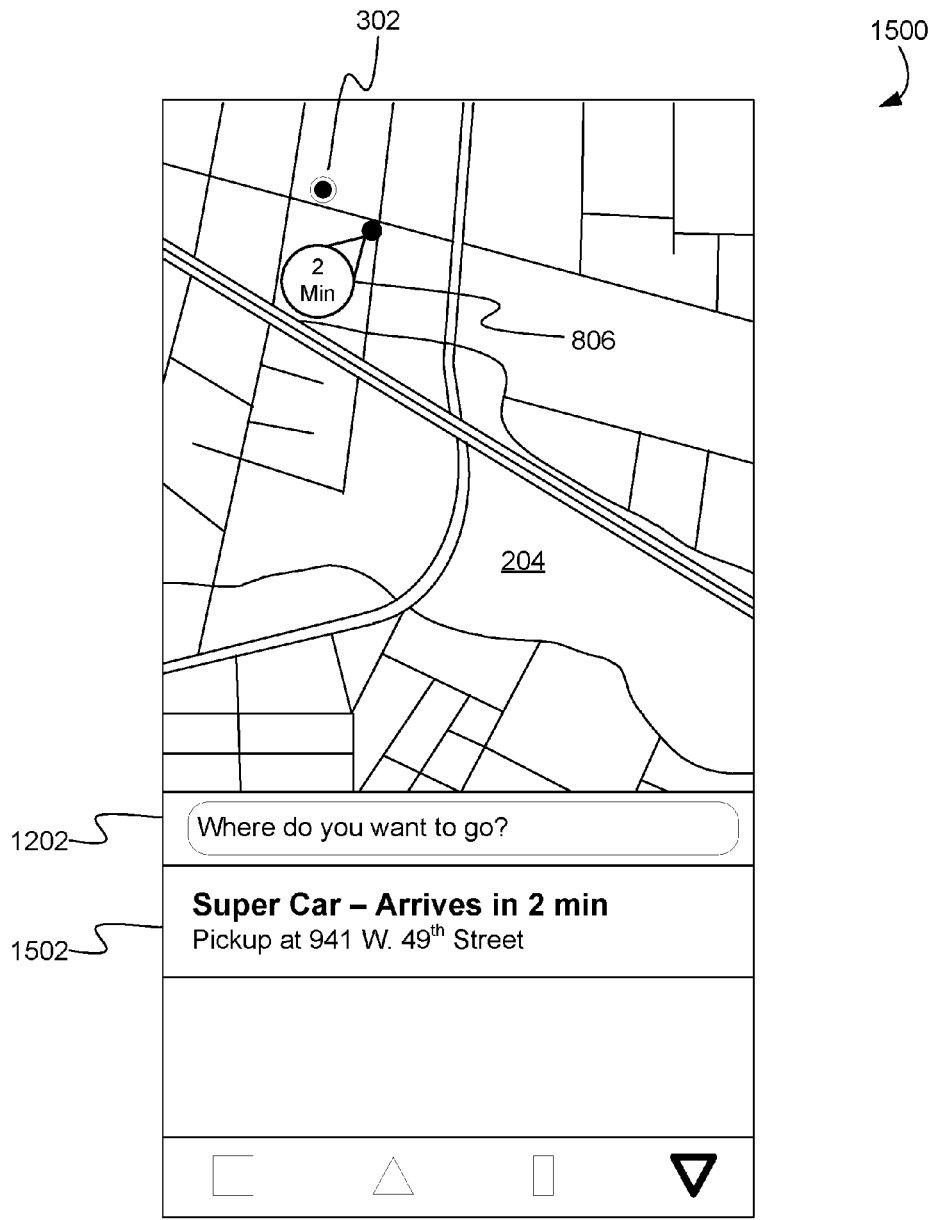 302
1500
2
Min
806
204
Where do you want to go?
1202
Super Car – Arrives in 2 min
Pickup at 941 W. 49th Street
1502